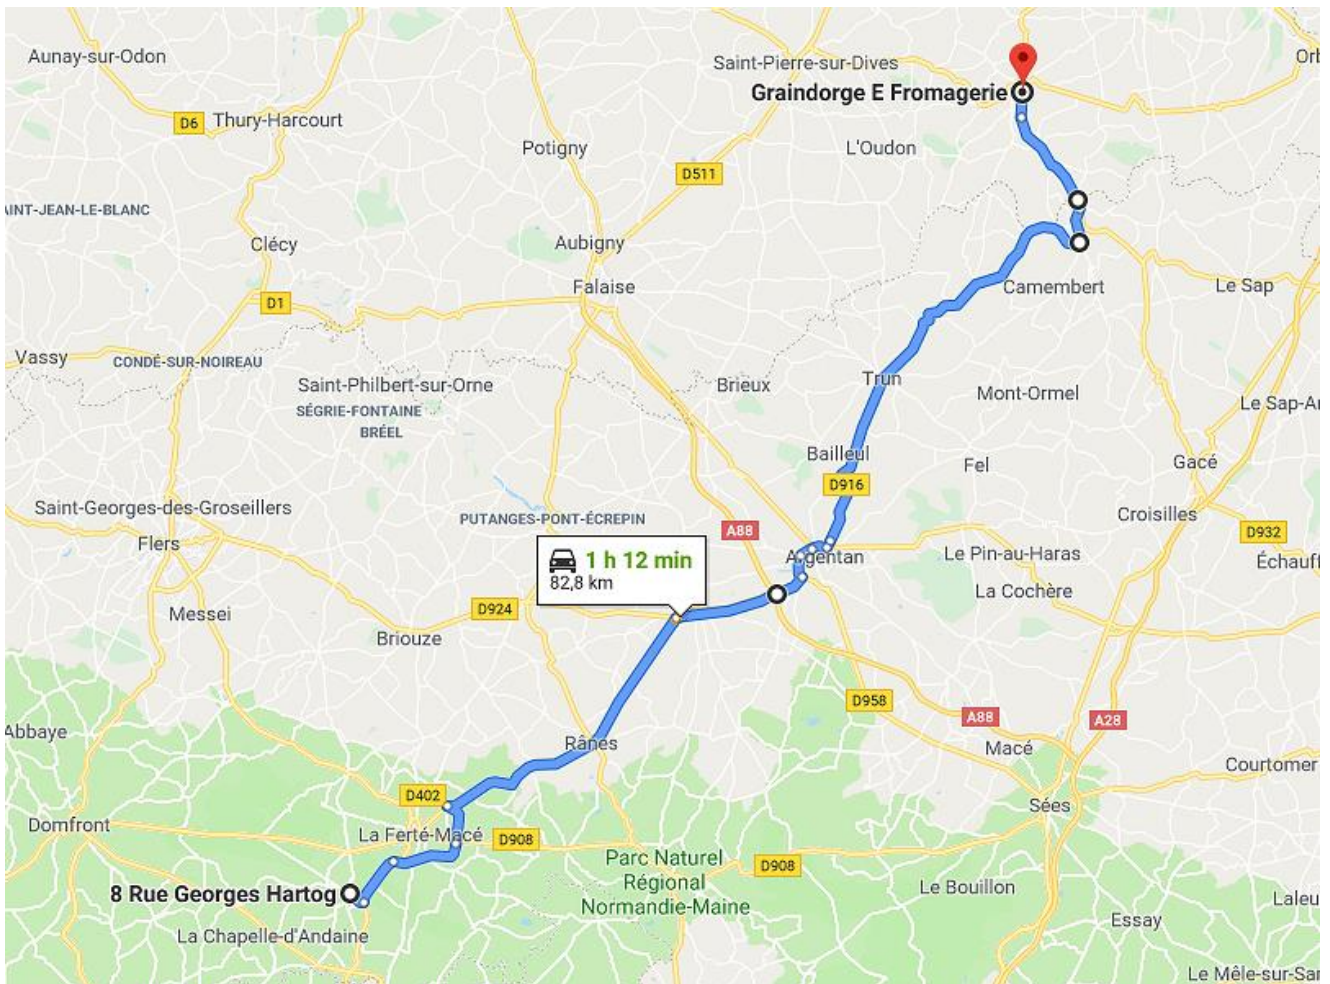 Aunay-sur-Odon
Saint-Pierre-sur-Dives
Orb
Graindorge E Fromagerie
D6
Thury-Harcourt
Potigny
L'Oudon
D511
AINT-JEAN-LE-BLANC
Clécy
Aubigny
Falaise
Camembert
Le Sap
D1
Vassy
CONDÉ-SUR-NOIREAU
Saint-Philbert-sur-Orne
Brieux
Trun
Mont-Ormel
SÉGRIE-FONTAINE
BRÉEL
Le Sap-Ar
Bailleul
Fel
Gacé
D916
Saint-Georges-des-Groseillers
PUTANGES-PONT-ÉCREPIN
Croisilles
A88
D932
Flers
Argentan
Le Pin-au-Haras
Échauff
1 h 12 min
82,8 km
La Cochère
D924
Messei
Briouze
D958
A88
A28
Abbaye
Rânes
Macé
Courtomer
D402
Sées
Domfront
La Ferté-Macé
D908
Parc Naturel
Régional
Normandie-Maine
D908
8 Rue Georges Hartog
Le Bouillon
Laleu
Essay
La Chapelle-d'Andaine
Le Mêle-sur-Sar